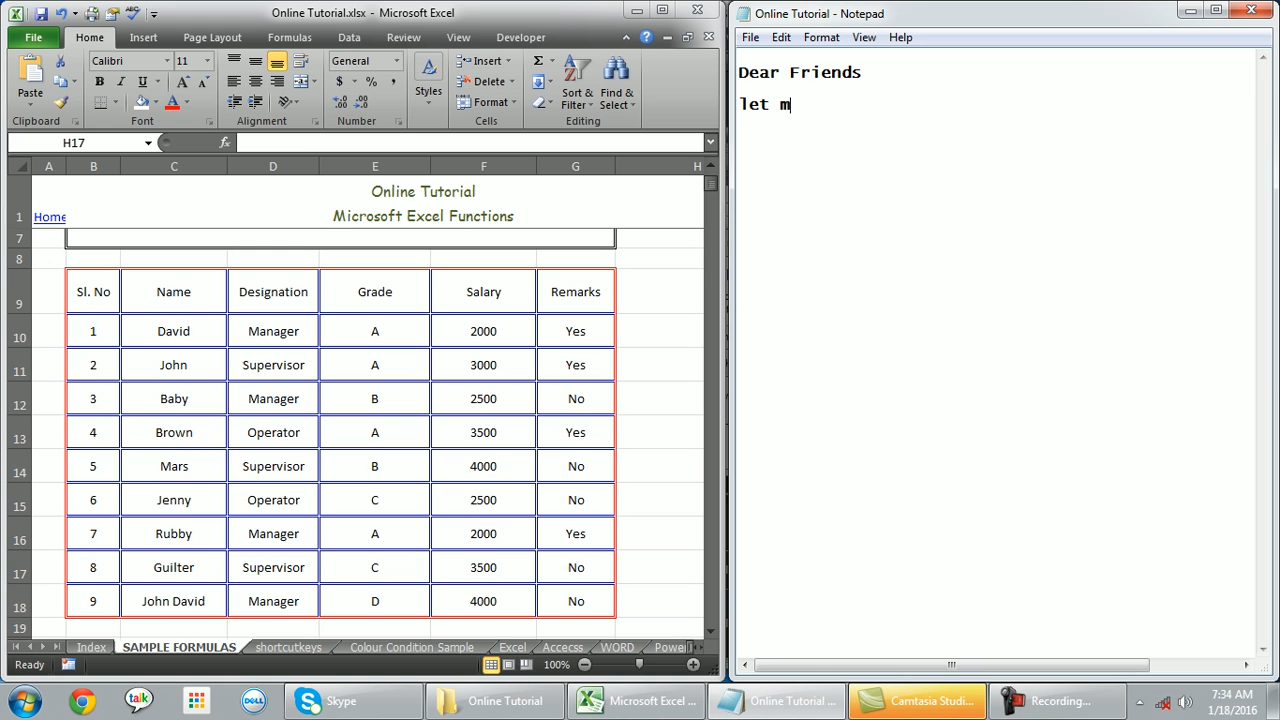 Online Tutorial.xlsx - Microsoft Excel
File Home Insert Page Layout Formulas Data Review View Developer
Paste
Calibri 11
B I U
A A
A
General
$ % ,
Styles
Insert
Delete
Format
Σ
Sort &
Filter
Find &
Select
Clipboard Font Alignment Number Cells Editing
H17 fx
A B C D E F G H
1 Home
Online Tutorial
Microsoft Excel Functions
7
8
9 Sl. No Name Designation Grade Salary Remarks
10 1 David Manager A 2000 Yes
11 2 John Supervisor A 3000 Yes
12 3 Baby Manager B 2500 No
13 4 Brown Operator A 3500 Yes
14 5 Mars Supervisor B 4000 No
15 6 Jenny Operator C 2500 No
16 7 Rubby Manager A 2000 Yes
17 8 Guilter Supervisor C 3500 No
18 9 John David Manager D 4000 No
19
Index SAMPLE FORMULAS shortcutkeys Colour Condition Sample Excel Accecss WORD Power
Ready 100%
Online Tutorial - Notepad
File Edit Format View Help
Dear Friends
let m
talk DELL Skype Online Tutorial Microsoft Excel ... Online Tutorial ... Camtasia Studi... Recording... 7:34 AM
1/18/2016